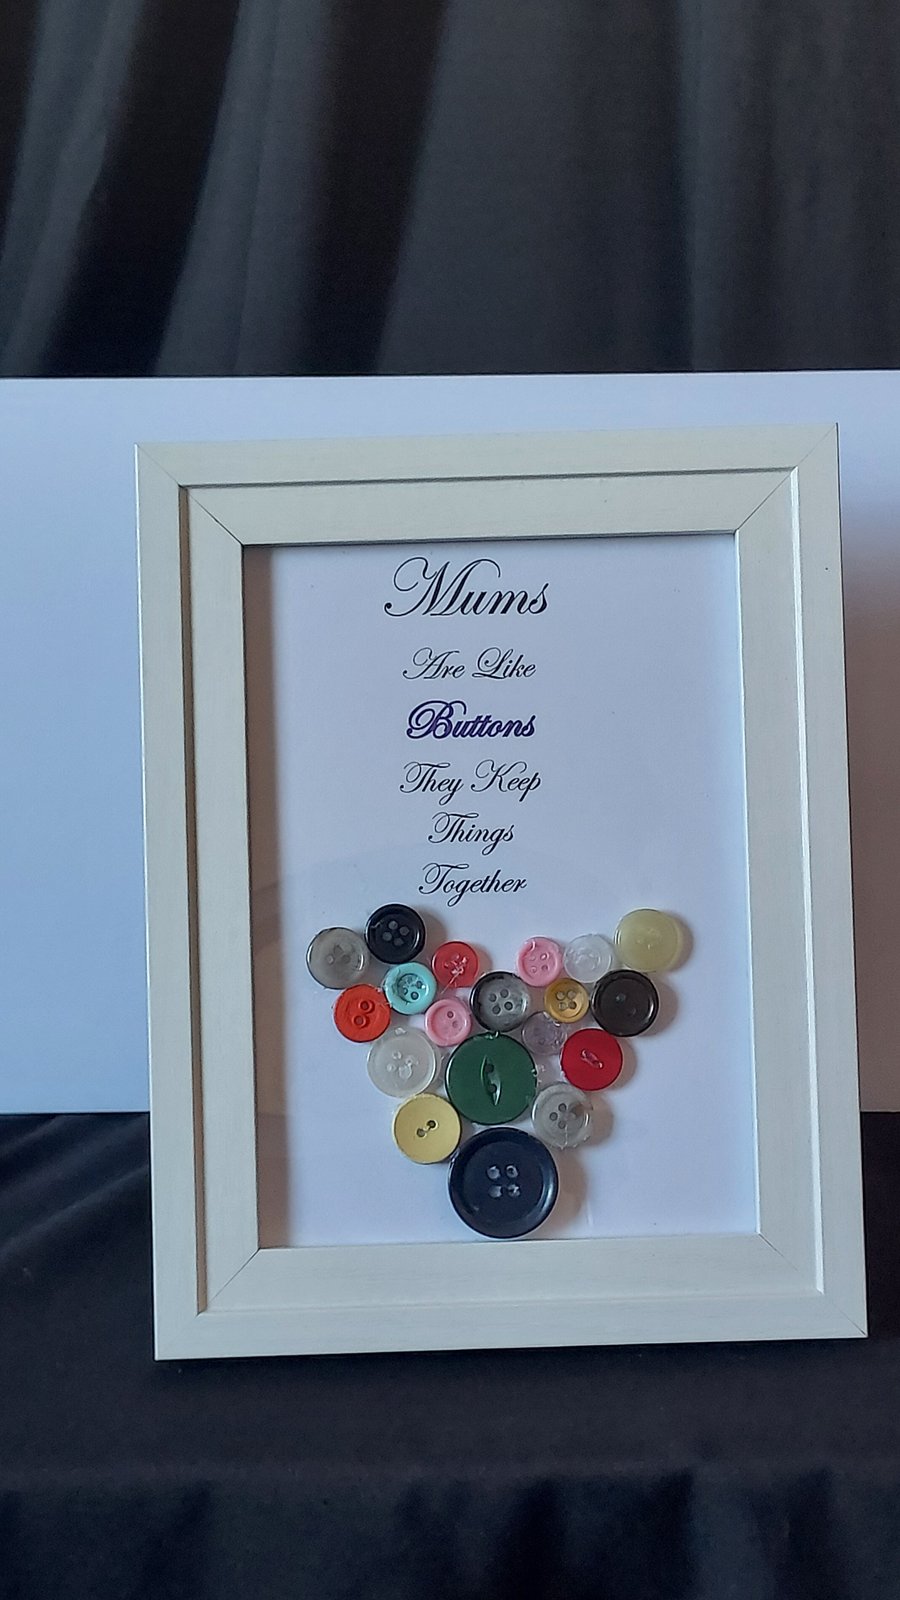 Mums
Are Like
Buttons
They Keep
Things
Together